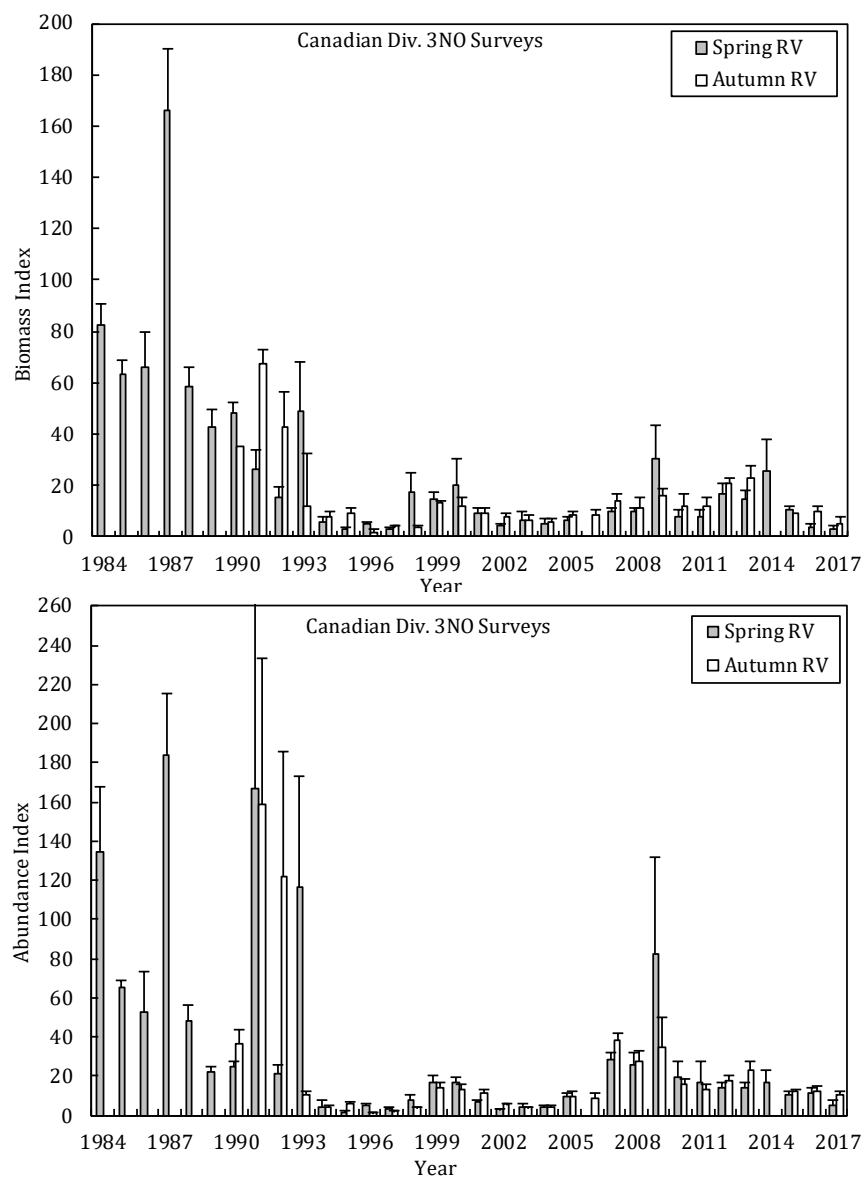 Canadian Div. 3NO Surveys
Spring RV
Autumn RV
200
180
160
140
120
100
80
60
40
20
0
Biomass Index
1984 1987 1990 1993 1996 1999 2002 2005 2008 2011 2014 2017
Year
Canadian Div. 3NO Surveys
Spring RV
Autumn RV
260
240
220
200
180
160
140
120
100
80
60
40
20
0
Abundance Index
1984 1987 1990 1993 1996 1999 2002 2005 2008 2011 2014 2017
Year